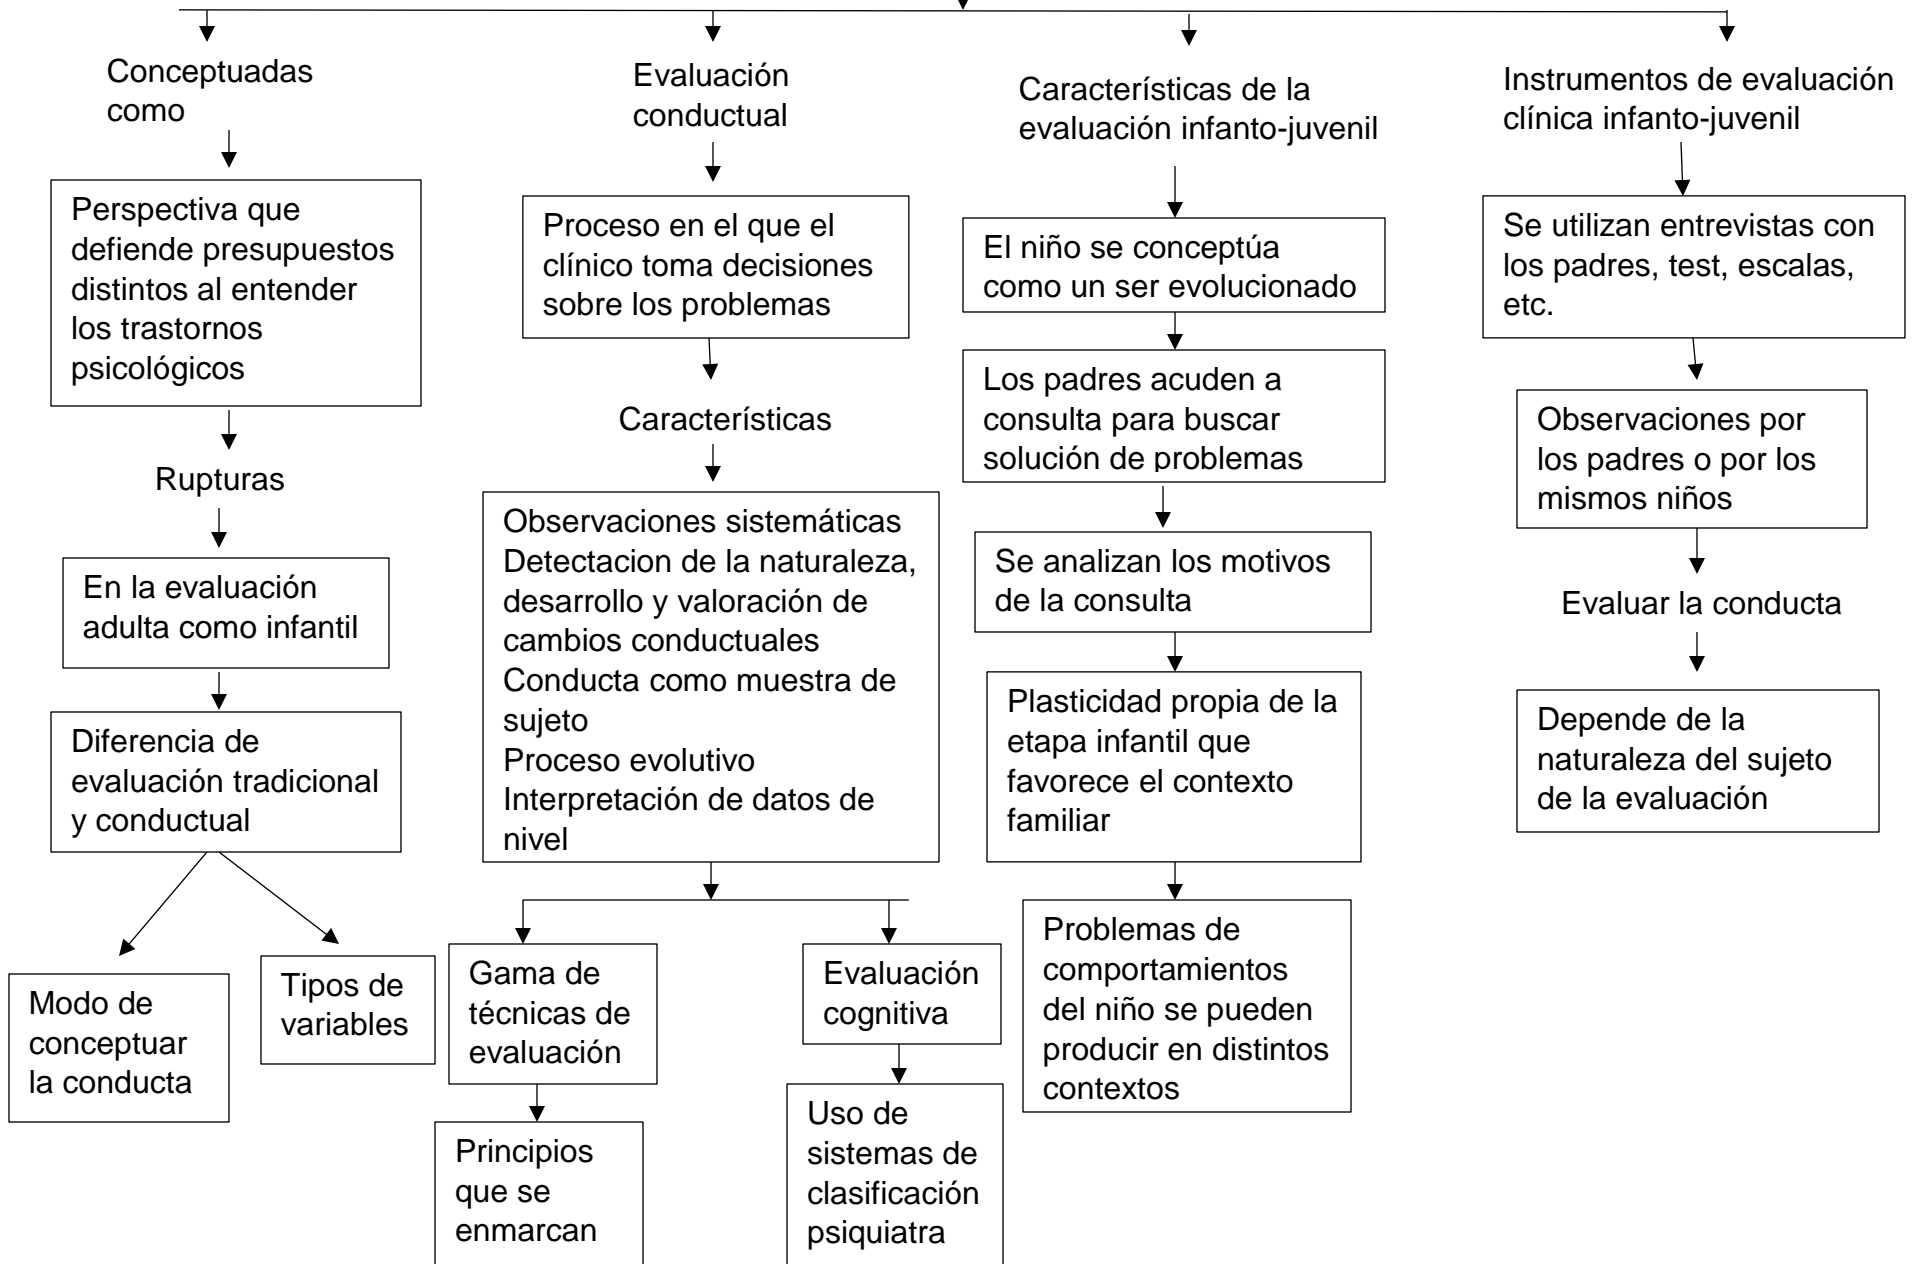 Conceptuadas
como
Perspectiva que
defiende presupuestos
distintos al entender
los trastornos
psicológicos
Rupturas
En la evaluación
adulta como infantil
Diferencia de
evaluación tradicional
y conductual
Modo de
conceptuar
la conducta
Tipos de
variables
Evaluación
conductual
Proceso en el que el
clínico toma decisiones
sobre los problemas
Característicias
Observaciones sistemáticas
Detectacion de la naturaleza,
desarrollo y valoración de
cambios conductuales
Conducta como muestra de
sujeto
Proceso evolutivo
Interpretación de datos de
nivel
Gama de
técnicas de
evaluación
Principios
que se
enmarcan
Evaluación
cognitiva
Uso de
sistemas de
clasificación
psiquiatra
Característicias de la
evaluación infanto-juvenil
El niño se conceptúa
como un ser evolucionado
Los padres acuden a
consulta para buscar
solución de problemas
Se analizan los motivos
de la consulta
Plasticidad propia de la
etapa infantil que
favorece el contexto
familiar
Problemas de
comportamientos
del niño se pueden
producir en distintos
contextos
Instrumentos de evaluación
clínica infanto-juvenil
Se utilizan entrevistas con
los padres, test, escalas,
etc.
Observaciones por
los padres o por los
mismos niños
Evaluar la conducta
Depende de la
naturaleza del sujeto
de la evaluación